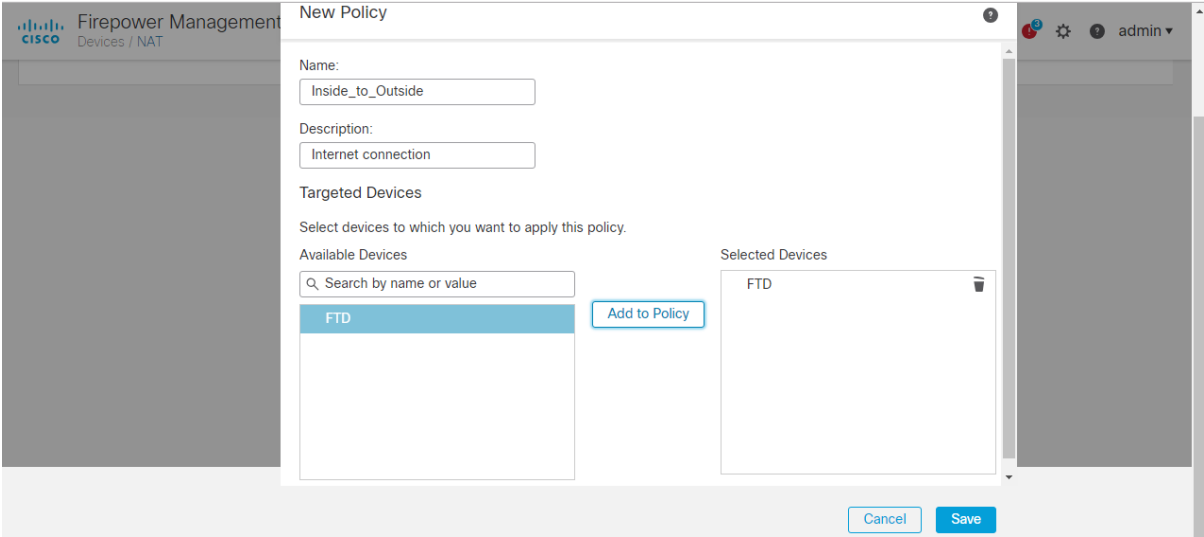 New Policy
cisco
Firepower Management
Devices / NAT
3
admin
Name:
Inside_to_Outside
Description:
Internet connection
Targeted Devices
Select devices to which you want to apply this policy.
Available Devices
Selected Devices
Search by name or value
FTD
Add to Policy
FTD
Cancel
Save